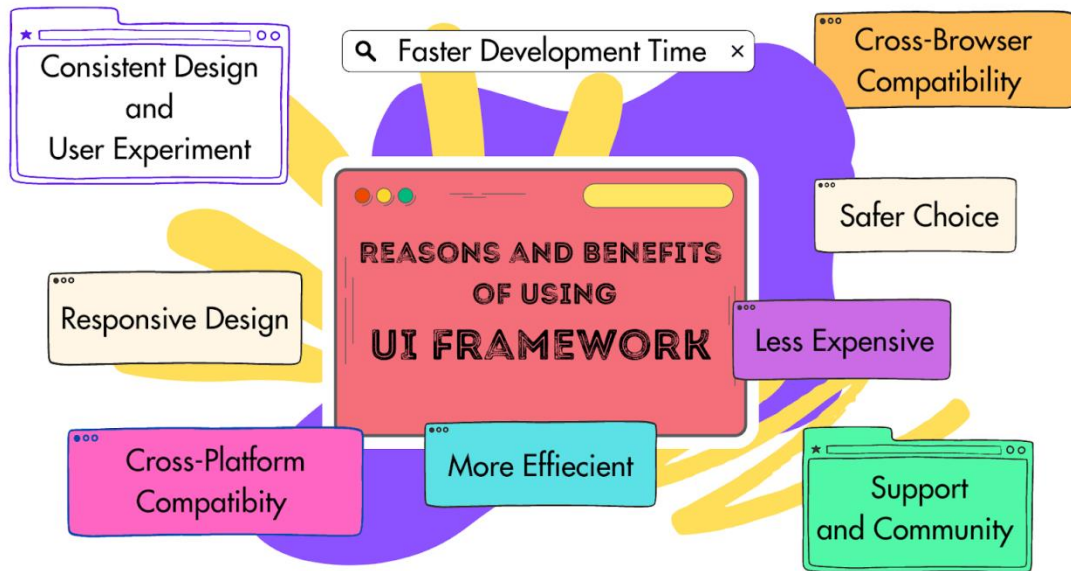 Consistent Design
and
User Experiment
Faster Development Time
Cross-Browser
Compatibility
Safer Choice
REASONS AND BENEFITS
OF USING
UI FRAMEWORK
Responsive Design
Less Expensive
Cross-Platform
Compatibity
More Effiecient
Support
and Community